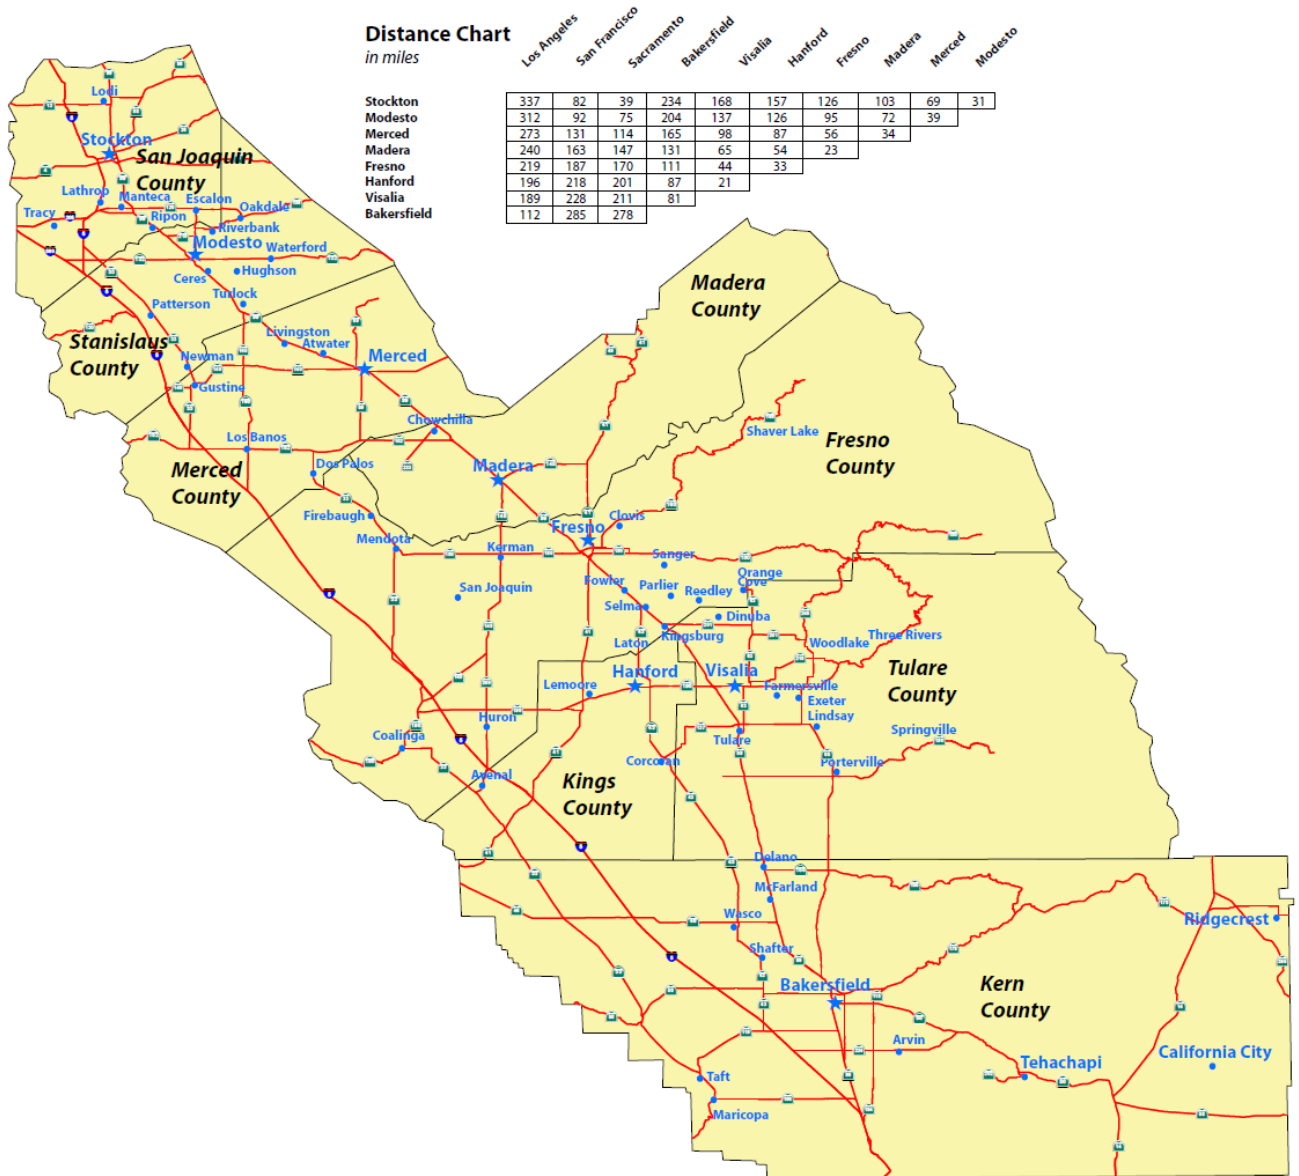 Distance Chart
in miles
Los Angeles
San Francisco
Sacramento
Bakersfield
Visalia
Hanford
Fresno
Madera
Merced
Modesto
Stockton 337 82 39 234 168 157 126 103 69 31
Modesto 312 92 75 204 137 126 95 72 39
Merced 273 131 114 165 98 87 56 34
Madera 240 163 147 131 65 54 23
Fresno 219 187 170 111 44 33
Hanford 196 218 201 87 21
Visalia 189 228 211 81
Bakersfield 112 285 278
Lodi
Stockton
San Joaquin
County
Lathrop
Manteca
Escalon
Oakdale
Tracy
Ripon
Riverbank
Modesto
Waterford
Ceres
Hughson
Turlock
Patterson
Stanislaus
County
Livingston
Atwater
Merced
Newman
Gustine
Madera
County
Chowchilla
Los Banos
Merced
County
Dos Palos
Madera
Shaver Lake
Fresno
County
Firebaugh
Clovis
Fresno
Mendota
Kerman
Sanger
San Joaquin
Fowler
Parlier
Reedley
Orange
Cove
Selma
Dinuba
Laton
Kingsburg
Woodlake
Three Rivers
Hanford
Visalia
Tulare
County
Lemoore
Farmersville
Exeter
Lindsay
Huron
Coalinga
Tulare
Springville
Corcoran
Porterville
Avenal
Kings
County
Delano
McFarland
Wasco
Ridgecrest
Shafter
Bakersfield
Kern
County
Arvin
Tehachapi
California City
Taft
Maricopa